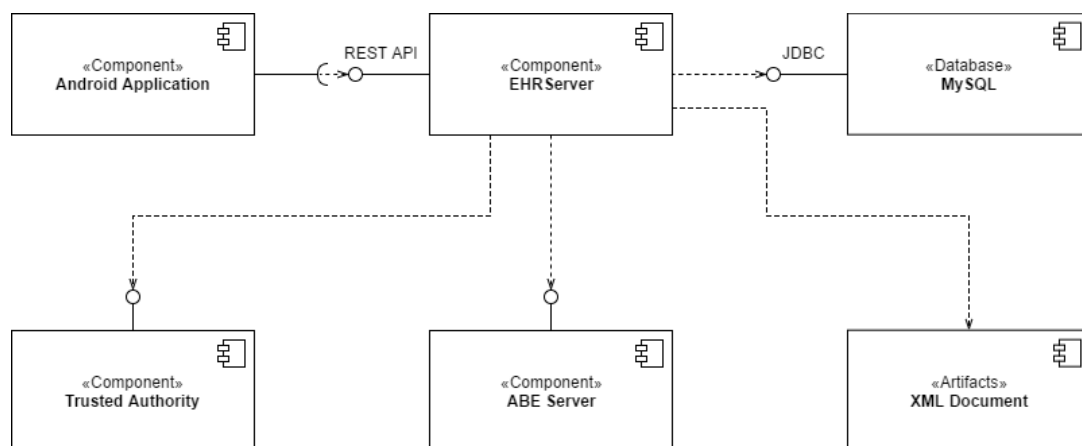 REST API
JDBC
«Component»
Android Application
«Component»
EHRServer
«Database»
MySQL
«Component»
Trusted Authority
«Component»
ABE Server
«Artifacts»
XML Document